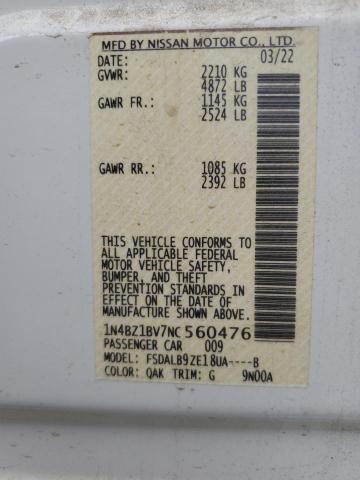 MFD BY NISSAN MOTOR CO., LTD.
DATE: 03/22
GVWR: 2210 KG
4872 LB
GAWR FR.: 1145 KG
2524 LB
GAWR RR.: 1085 KG
2392 LB
THIS VEHICLE CONFORMS TO
ALL APPLICABLE FEDERAL
MOTOR VEHICLE SAFETY,
BUMPER, AND THEFT
PREVENTION STANDARDS IN
EFFECT ON THE DATE OF
MANUFACTURE SHOWN ABOVE.
1N4BZ1BV7NC560476
PASSENGER CAR 009
MODEL: FSDALB9ZE18UA----B
COLOR: QAK TRIM: G 9N00A